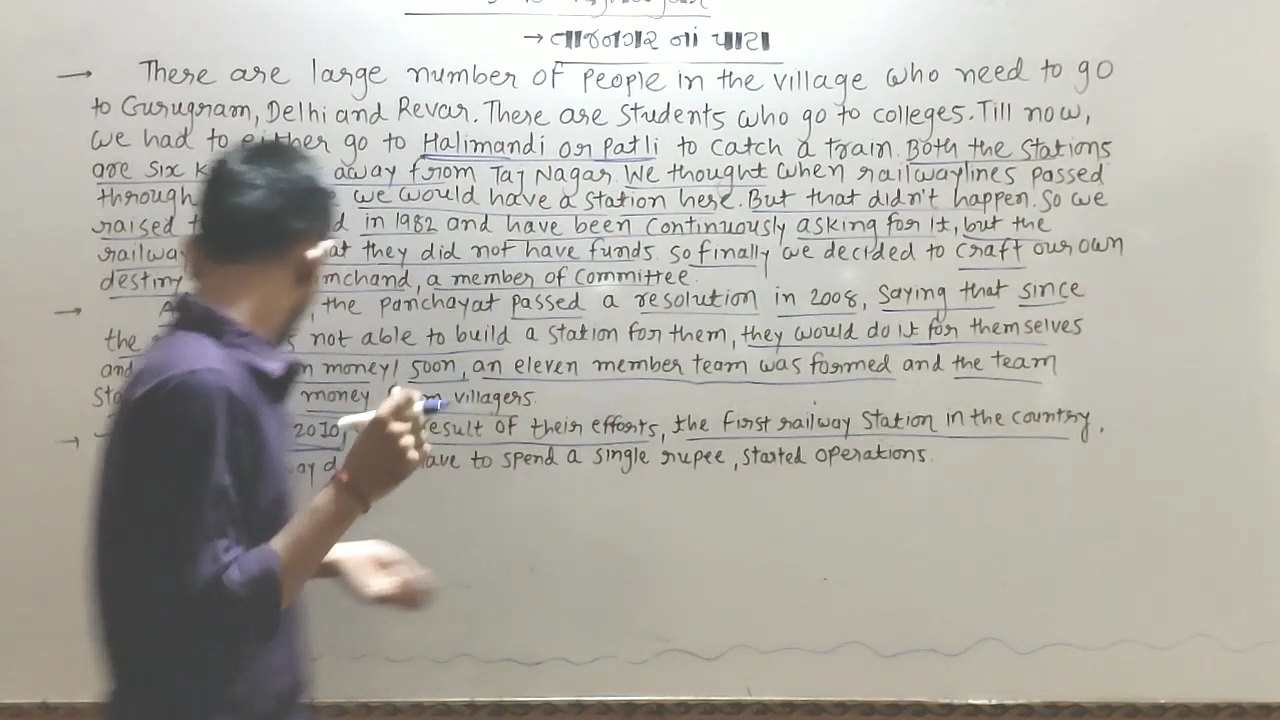 → તાજનગર નાં પાટા
→ There are large number of people in the village who need to go
to Gurugram, Delhi and Revar. There are students who go to colleges. Till now,
we had to either go to Halimandi or Patli to catch a train. Both the stations
are six away from Taj Nagar We thought when railwaylines passed
through we would have a station here. But that didn't happen. So we
raised in 1982 and have been continuously asking for it, but the
railway they did not have funds. So finally we decided to craft our own
destiny a member of Committee.
→ the panchayat passed a resolution in 2008, saying that since
the not able to build a station for them, they would do it for themselves
and money/ soon, an eleven member team was formed and the team
money villagers.
→ 2010, result of their efforts, the first railway station in the country,
to spend a single rupee, started operations.